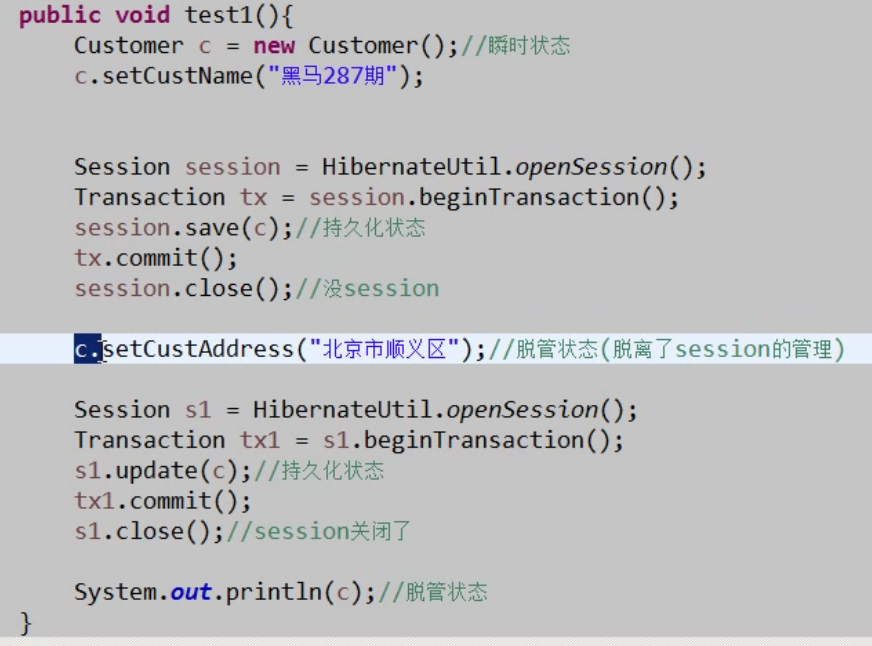 public void test1(){
Customer c = new Customer();//瞬时状态
c.setCustName("黑马287期");
Session session = HibernateUtil.openSession();
Transaction tx = session.beginTransaction();
session.save(c);//持久化状态
tx.commit();
session.close();//没session
c.setCustAddress("北京市顺义区");//脱管状态(脱离了session的管理)
Session s1 = HibernateUtil.openSession();
Transaction tx1 = s1.beginTransaction();
s1.update(c);//持久化状态
tx1.commit();
s1.close();//session关闭了
System.out.println(c);//脱管状态
}